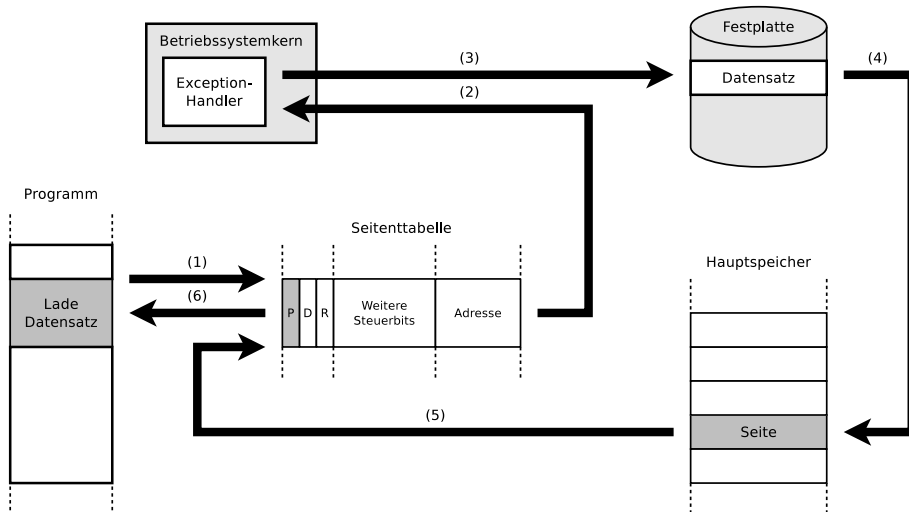 Betriebssystemkern
Exception-
Handler
(3)
(2)
Festplatte
Datensatz
(4)
Programm
Lade
Datensatz
(1)
(6)
Seitenttabelle
P
D
R
Weitere
Steuerbits
Adresse
(5)
Hauptspeicher
Seite